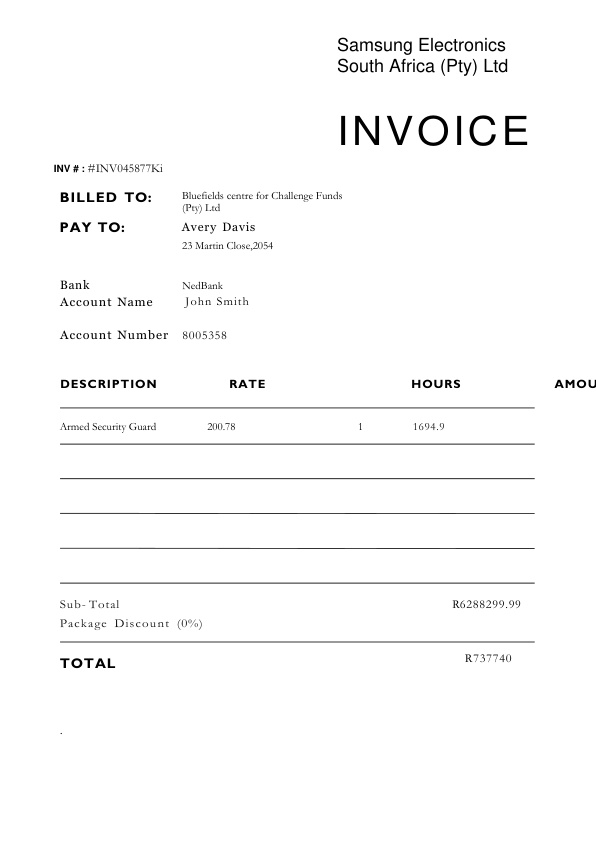 Samsung Electronics
South Africa (Pty) Ltd
INVOICE
INV # : #INV045877Ki
BILLED TO: Bluefields centre for Challenge Funds
(Pty) Ltd
PAY TO: Avery Davis
23 Martin Close,2054
Bank NedBank
Account Name John Smith
Account Number 8005358
DESCRIPTION RATE HOURS AMOU
Armed Security Guard 200.78 1 1694.9
Sub-Total R6288299.99
Package Discount (0%)
TOTAL R737740
.